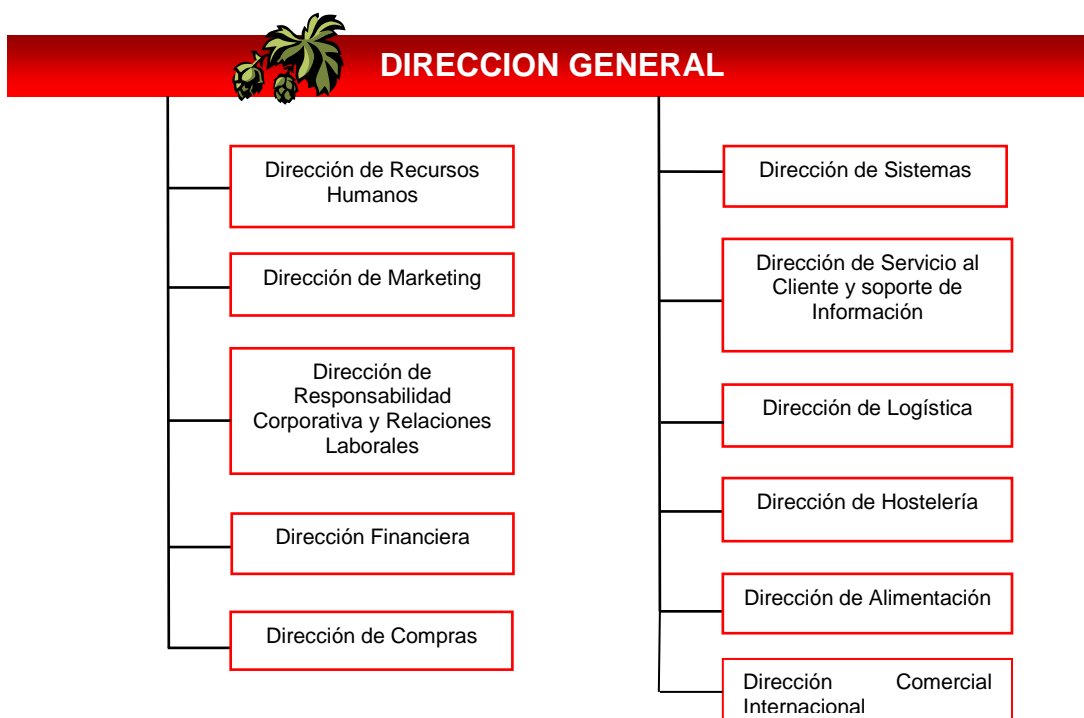 DIRECCION GENERAL
Dirección de Recursos
Humanos
Dirección de Marketing
Dirección de
Responsabilidad
Corporativa y Relaciones
Laborales
Dirección Financiera
Dirección de Compras
Dirección de Sistemas
Dirección de Servicio al
Cliente y soporte de
Información
Dirección de Logística
Dirección de Hostelería
Dirección de Alimentación
Dirección Comercial
Internacional